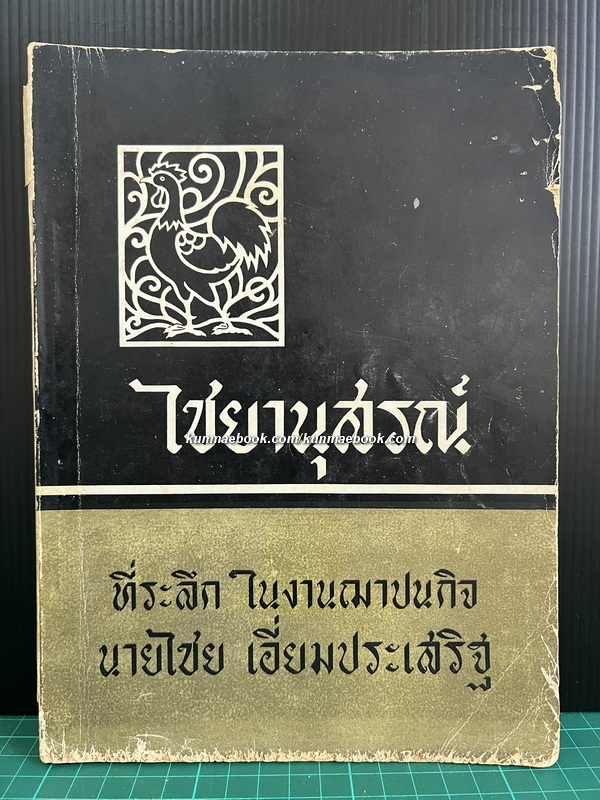 ไชยานุสรณ์
kunmaebook.com/kunmaebook.com
ที่ระลึก ในงานฌาปนกิจ
นายไชย เอี่ยมประเสริฐ